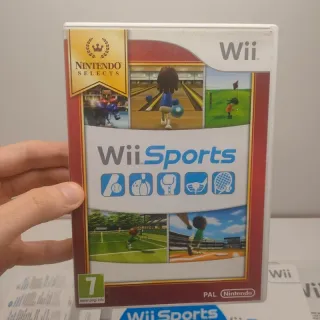 NINTENDO
SELECTS
Wii
Wii Sports
7
PAL Nintendo
Wii
Wii Sports